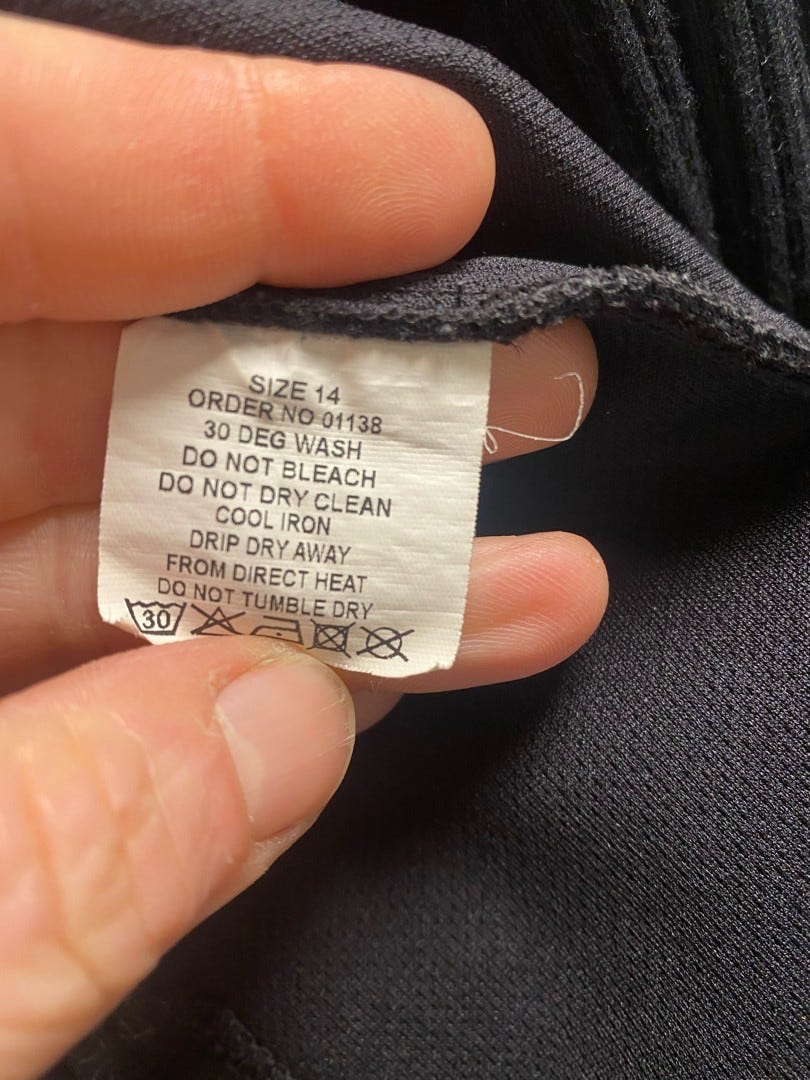 SIZE 14
ORDER NO 01138
30 DEG WASH
DO NOT BLEACH
DO NOT DRY CLEAN
COOL IRON
DRIP DRY AWAY
FROM DIRECT HEAT
DO NOT TUMBLE DRY
30